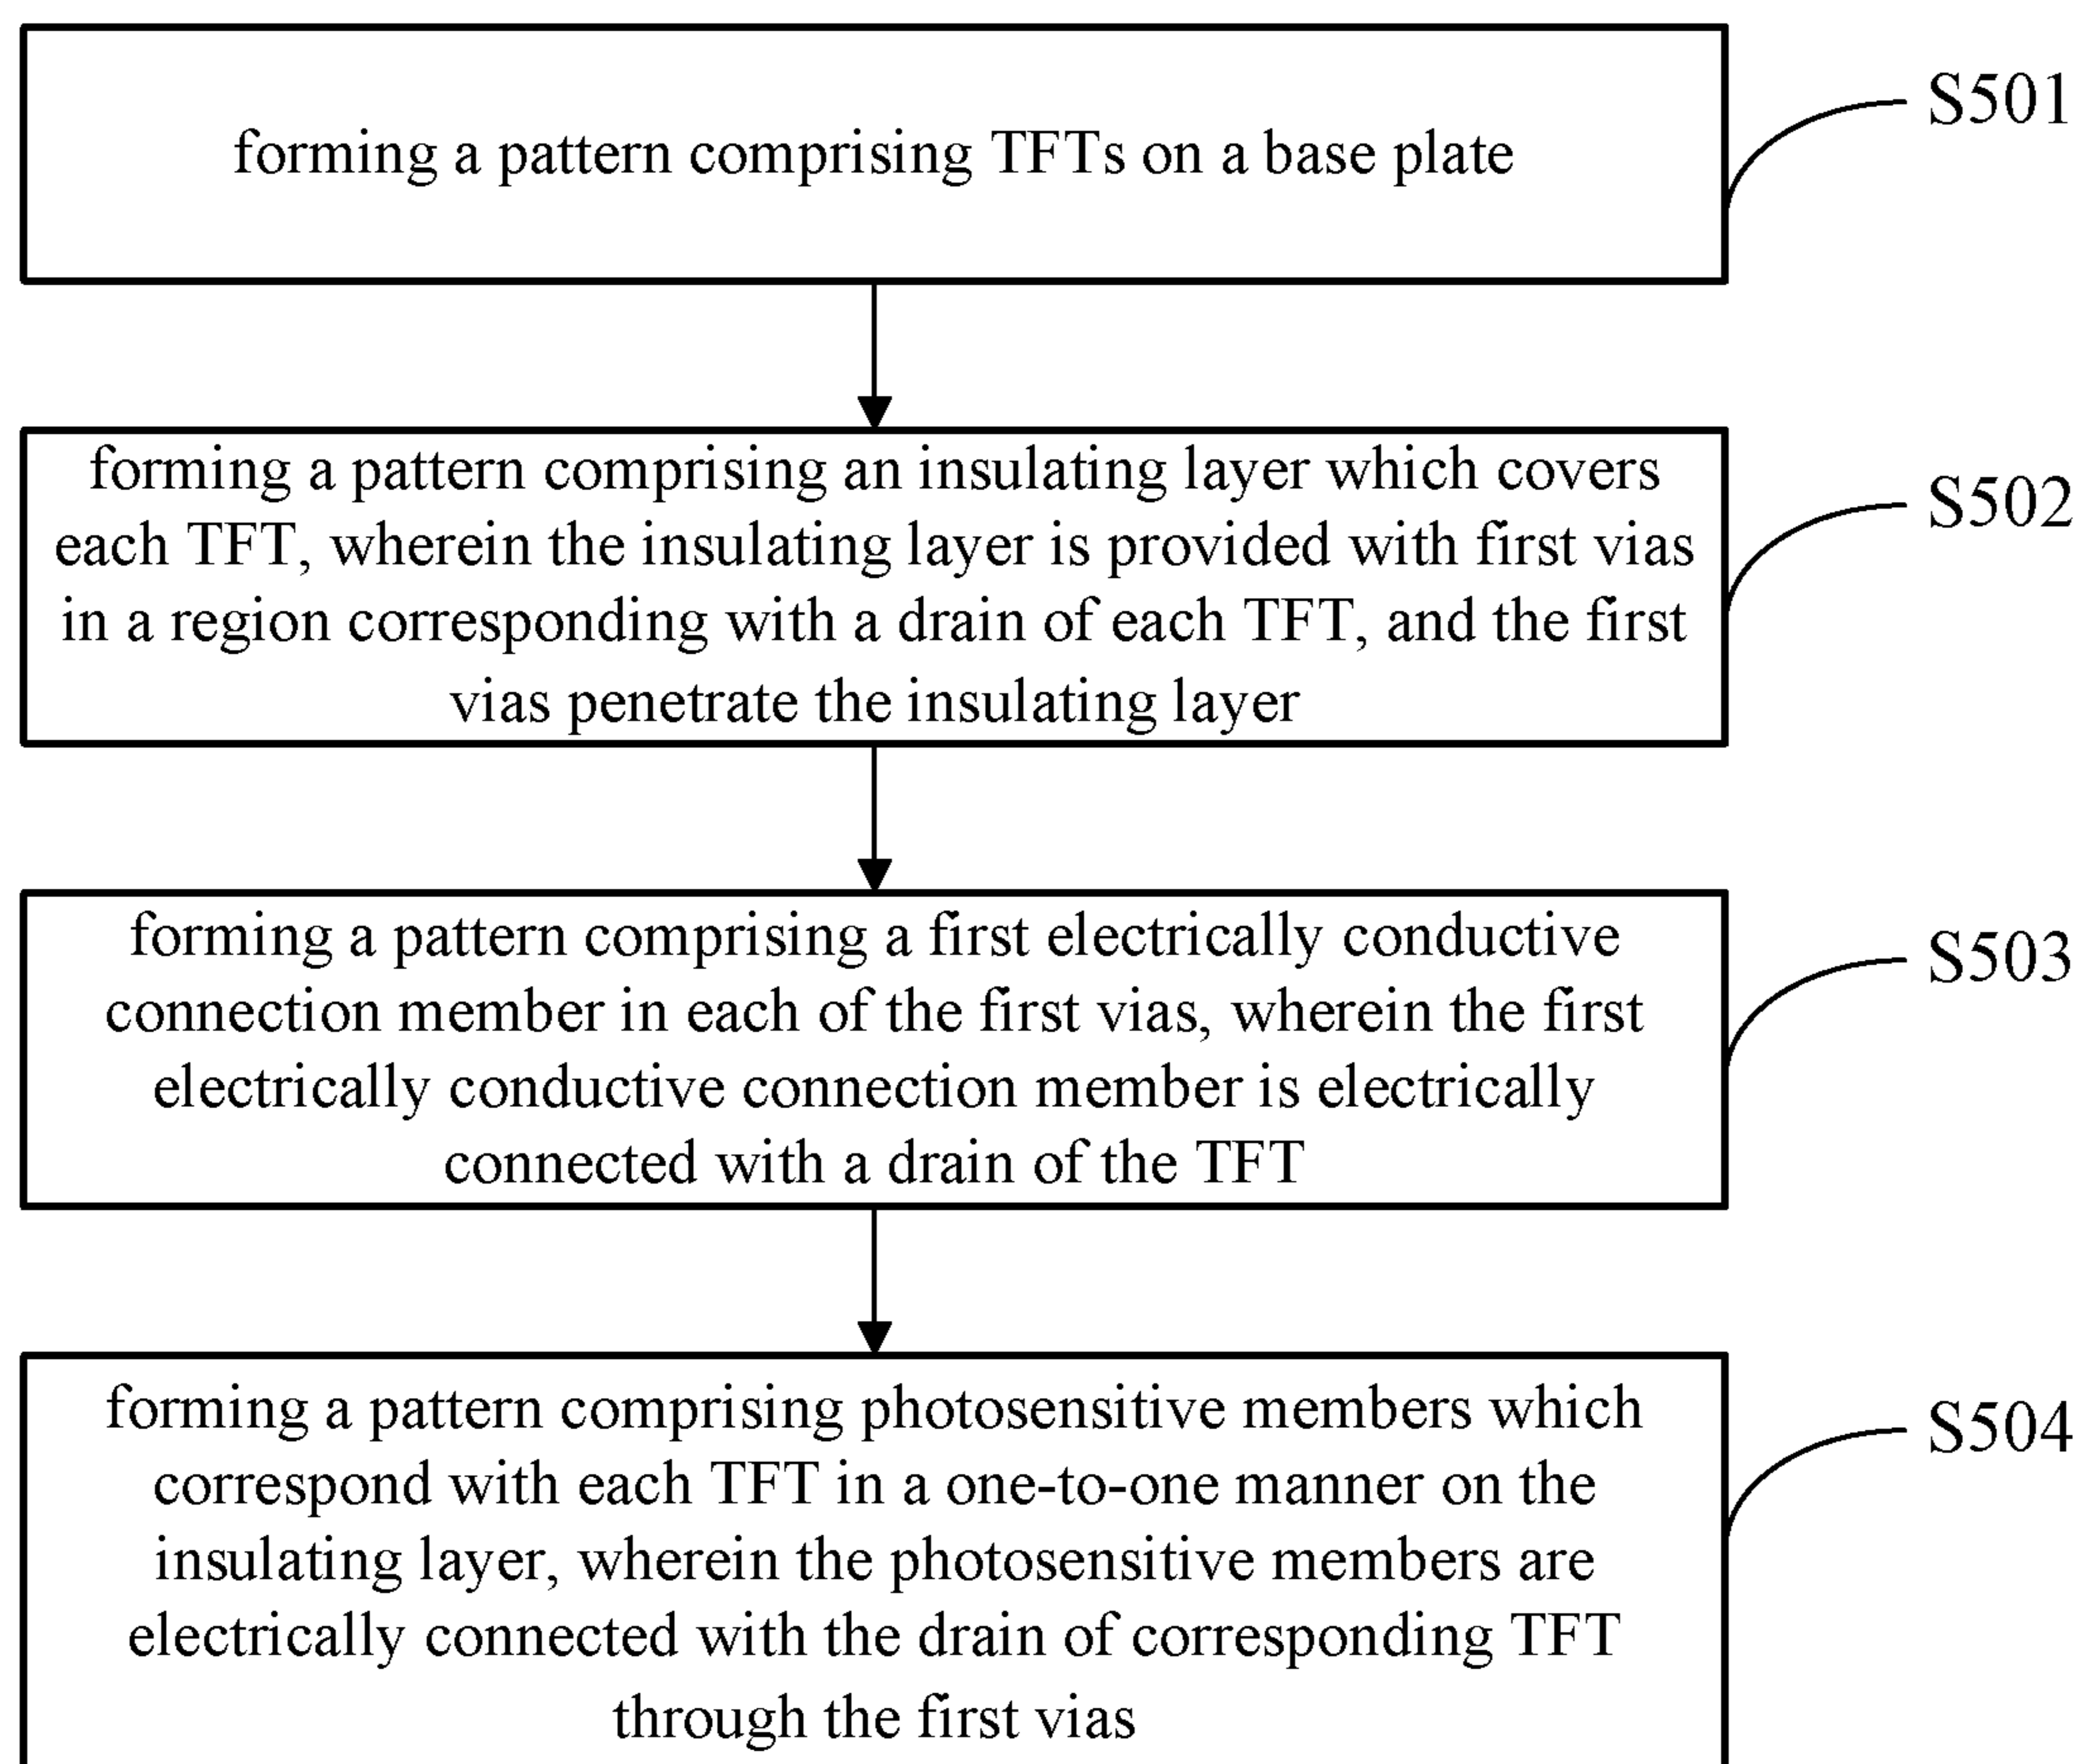 forming a pattern comprising TFTs on a base plate
S501
forming a pattern comprising an insulating layer which covers
each TFT, wherein the insulating layer is provided with first vias
in a region corresponding with a drain of each TFT, and the first
vias penetrate the insulating layer
S502
forming a pattern comprising a first electrically conductive
connection member in each of the first vias, wherein the first
electrically conductive connection member is electrically
connected with a drain of the TFT
S503
forming a pattern comprising photosensitive members which
correspond with each TFT in a one-to-one manner on the
insulating layer, wherein the photosensitive members are
electrically connected with the drain of corresponding TFT
through the first vias
S504